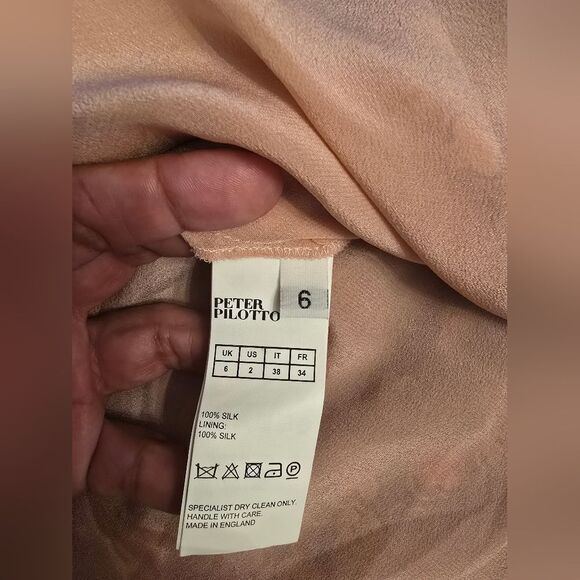 6
PETER
PILOTTO
UK US IT FR
6 2 38 34
100% SILK
LINING:
100% SILK
P
SPECIALIST DRY CLEAN ONLY.
HANDLE WITH CARE.
MADE IN ENGLAND